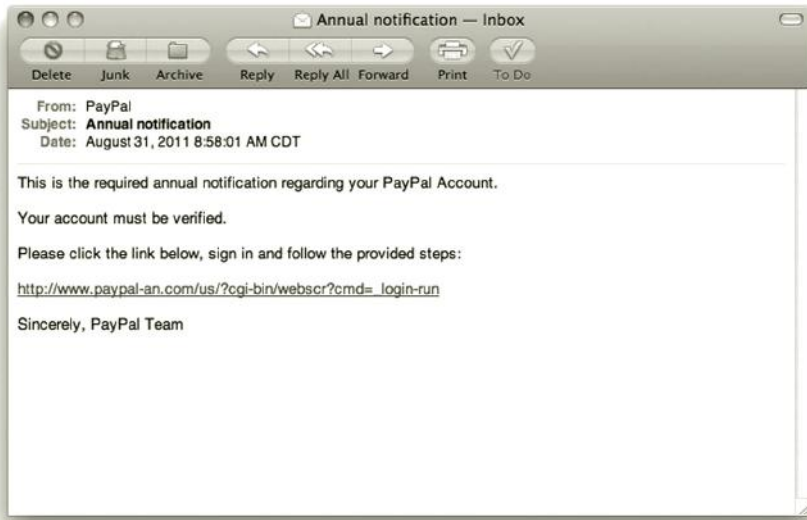 Annual notification — Inbox
Delete Junk Archive Reply Reply All Forward Print To Do
From: PayPal
Subject: Annual notification
Date: August 31, 2011 8:58:01 AM CDT
This is the required annual notification regarding your PayPal Account.
Your account must be verified.
Please click the link below, sign in and follow the provided steps:
http://www.paypal-an.com/us/?cgi-bin/webscr?cmd=_login-run
Sincerely, PayPal Team